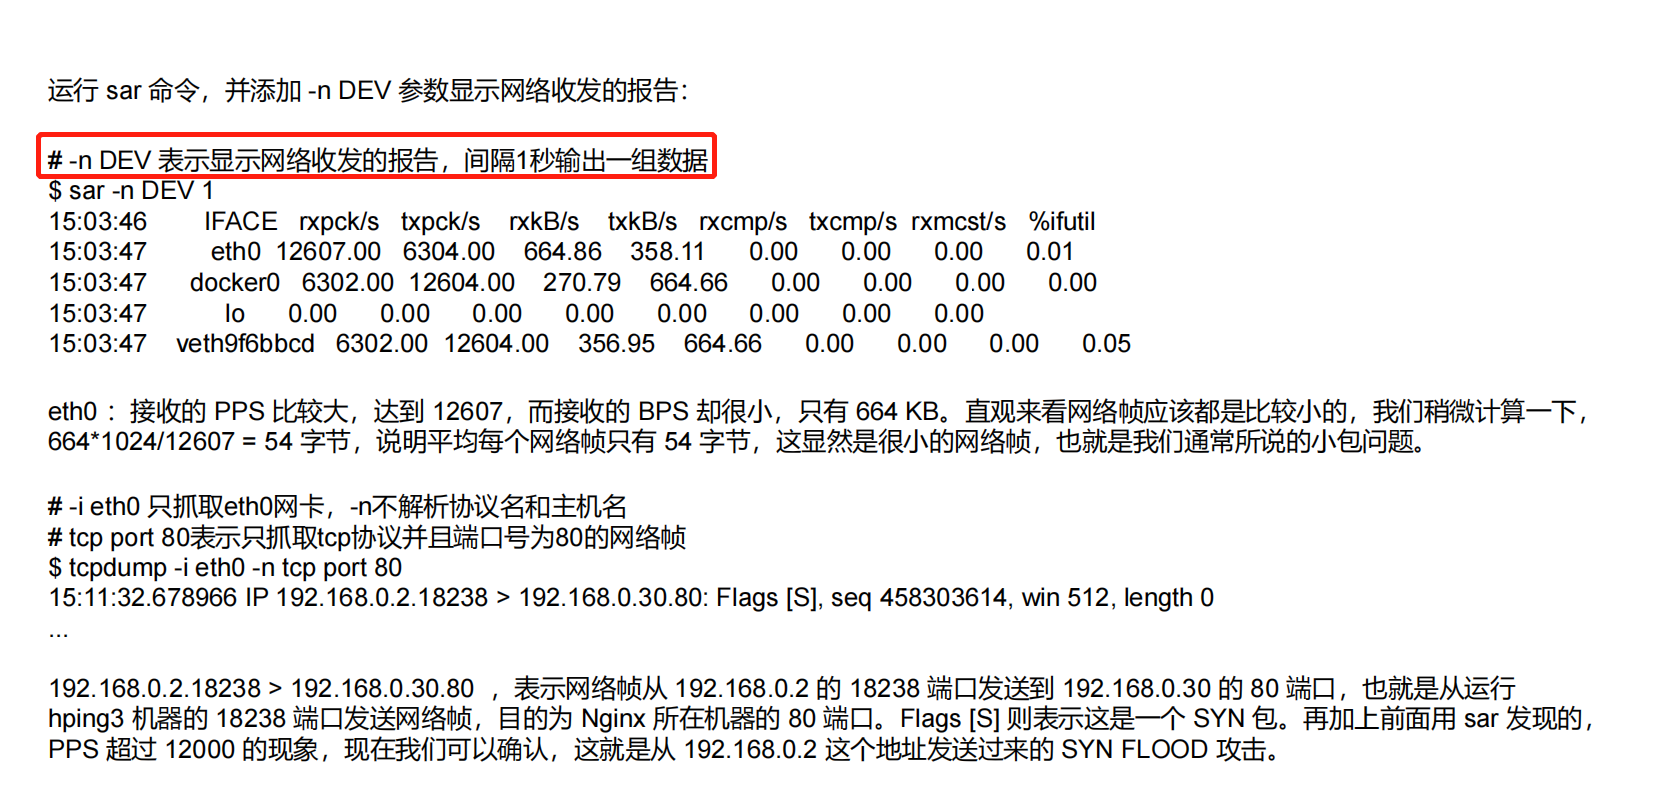 运行 sar 命令，并添加 -n DEV 参数显示网络收发的报告：
# -n DEV 表示显示网络收发的报告，间隔1秒输出一组数据
$ sar -n DEV 1
15:03:46 IFACE rxpck/s txpck/s rxkB/s txkB/s rxcmp/s txcmp/s rxmcst/s %ifutil
15:03:47 eth0 12607.00 6304.00 664.86 358.11 0.00 0.00 0.00 0.01
15:03:47 docker0 6302.00 12604.00 270.79 664.66 0.00 0.00 0.00 0.00
15:03:47 lo 0.00 0.00 0.00 0.00 0.00 0.00 0.00 0.00
15:03:47 veth9f6bbcd 6302.00 12604.00 356.95 664.66 0.00 0.00 0.00 0.05
eth0 ：接收的 PPS 比较大，达到 12607，而接收的 BPS 却很小，只有 664 KB。直观来看网络帧应该都是比较小的，我们稍微计算一下，
664*1024/12607 = 54 字节，说明平均每个网络帧只有 54 字节，这显然是很小的网络帧，也就是我们通常所说的小包问题。
# -i eth0 只抓取eth0网卡，-n不解析协议名和主机名
# tcp port 80表示只抓取tcp协议并且端口号为80的网络帧
$ tcpdump -i eth0 -n tcp port 80
15:11:32.678966 IP 192.168.0.2.18238 > 192.168.0.30.80: Flags [S], seq 458303614, win 512, length 0
...
192.168.0.2.18238 > 192.168.0.30.80 ，表示网络帧从 192.168.0.2 的 18238 端口发送到 192.168.0.30 的 80 端口，也就是从运行
hping3 机器的 18238 端口发送网络帧，目的为 Nginx 所在机器的 80 端口。Flags [S] 则表示这是一个 SYN 包。再加上前面用 sar 发现的，
PPS 超过 12000 的现象，现在我们可以确认，这就是从 192.168.0.2 这个地址发送过来的 SYN FLOOD 攻击。